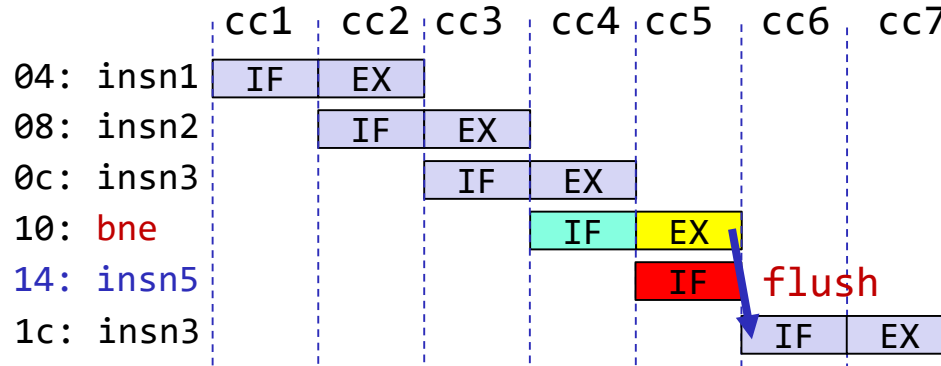 cc1 cc2 cc3 cc4 cc5 cc6 cc7
04: insn1 IF EX
08: insn2 IF EX
0c: insn3 IF EX
10: bne IF EX
14: insn5 IF flush
1c: insn3 IF EX